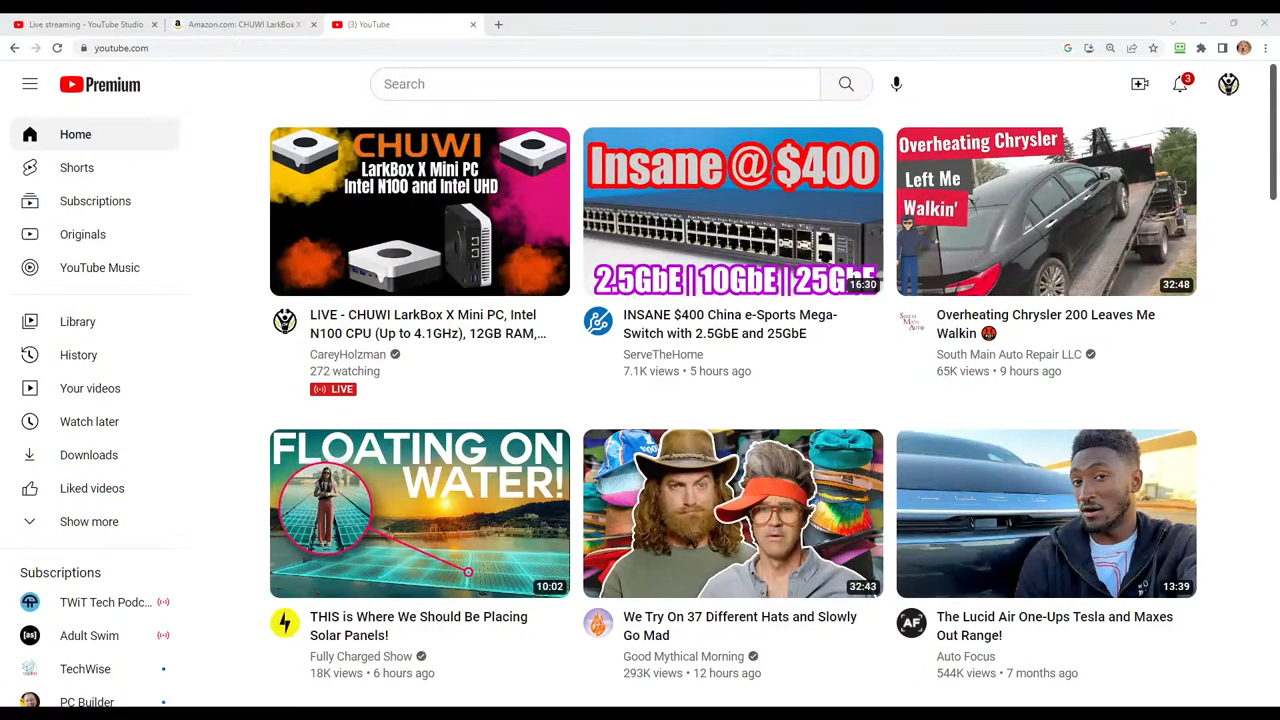 Live streaming - YouTube Studio
Amazon.com: CHUWI LarkBox X
(3) YouTube
youtube.com
Premium
Search
3
Home
Shorts
Subscriptions
Originals
YouTube Music
Library
History
Your videos
Watch later
Downloads
Liked videos
Show more
Subscriptions
TWiT Tech Podc...
[as]
Adult Swim
TechWise
PC Builder
CHUWI
LarkBox X Mini PC
Intel N100 and Intel UHD
LIVE - CHUWI LarkBox X Mini PC, Intel
N100 CPU (Up to 4.1GHz), 12GB RAM,...
CareyHolzman
272 watching
LIVE
Insane @ $400
2.5GbE | 10GbE | 25GbE
16:30
INSANE $400 China e-Sports Mega-
Switch with 2.5GbE and 25GbE
ServeTheHome
7.1K views • 5 hours ago
Overheating Chrysler
Left Me
Walkin'
32:48
SOUTH
MAIN AUTO
Overheating Chrysler 200 Leaves Me
Walkin
South Main Auto Repair LLC
65K views • 9 hours ago
FLOATING ON
WATER!
10:02
THIS is Where We Should Be Placing
Solar Panels!
Fully Charged Show
18K views • 6 hours ago
32:43
We Try On 37 Different Hats and Slowly
Go Mad
Good Mythical Morning
293K views • 12 hours ago
13:39
AF
The Lucid Air One-Ups Tesla and Maxes
Out Range!
Auto Focus
544K views • 7 months ago